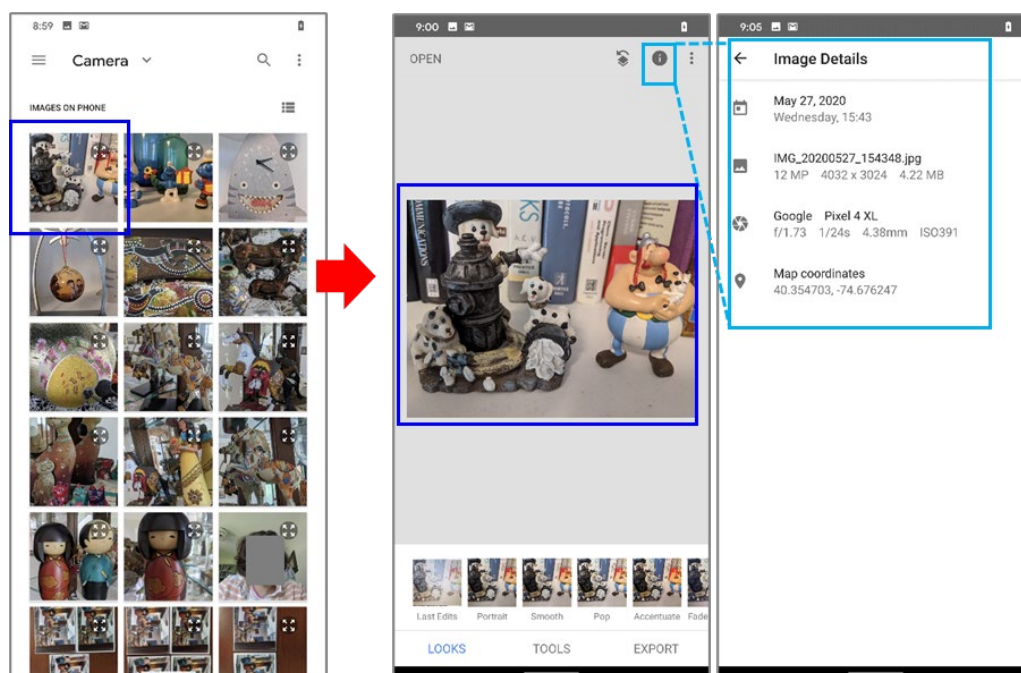 8:59
Camera
IMAGES ON PHONE
9:00
OPEN
COMMUNICATIONS
Last Edits Portrait Smooth Pop Accentuate Fade
LOOKS TOOLS EXPORT
9:05
Image Details
May 27, 2020
Wednesday, 15:43
IMG_20200527_154348.jpg
12 MP 4032 x 3024 4.22 MB
Google Pixel 4 XL
f/1.73 1/24s 4.38mm ISO391
Map coordinates
40.354703, -74.676247